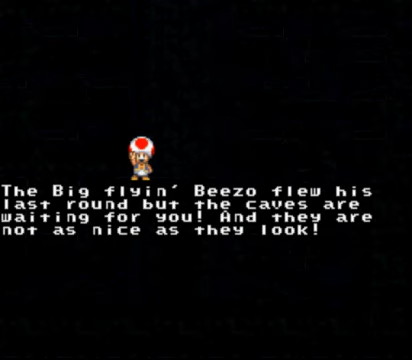 The Big flyin' Beezo flew his
last round but the caves are
waiting for you! And they are
not as nice as they look!